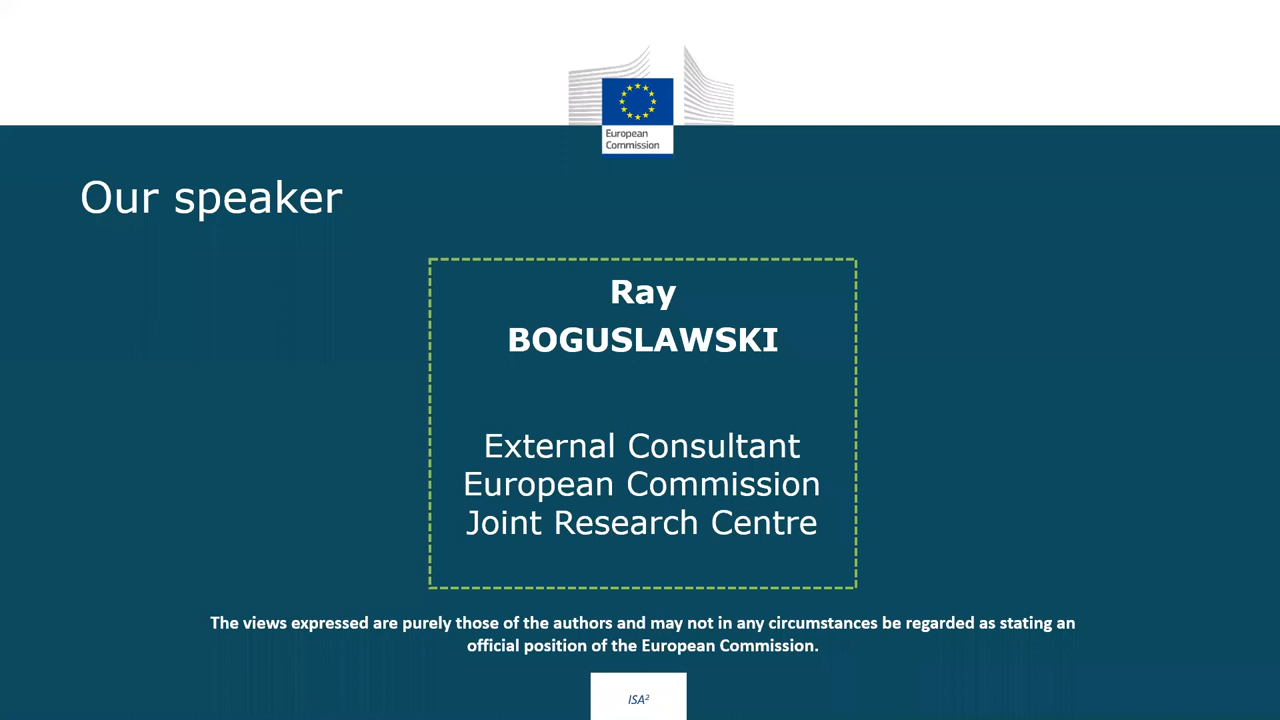 European
Commission
Our speaker
Ray
BOGUSLAWSKI
External Consultant
European Commission
Joint Research Centre
The views expressed are purely those of the authors and may not in any circumstances be regarded as stating an
official position of the European Commission.
ISA²